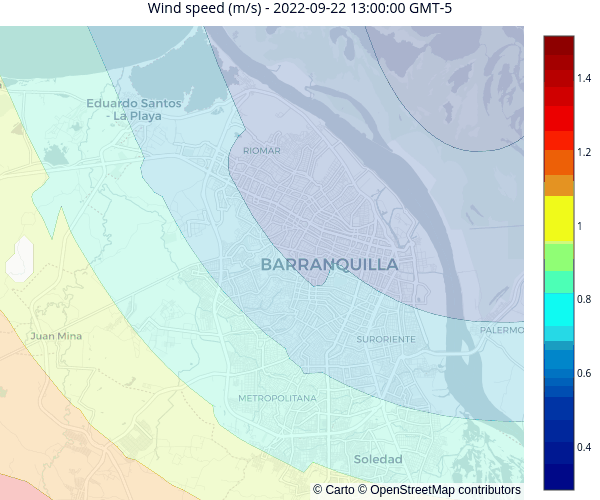 Wind speed (m/s) - 2022-09-22 13:00:00 GMT-5
1.4
Eduardo Santos
- La Playa
RIOMAR
1.2
1
BARRANQUILLA
0.8
PALERMO
Juan Mina
SURORIENTE
0.6
METROPOLITANA
0.4
Soledad
© Carto © OpenStreetMap contributors